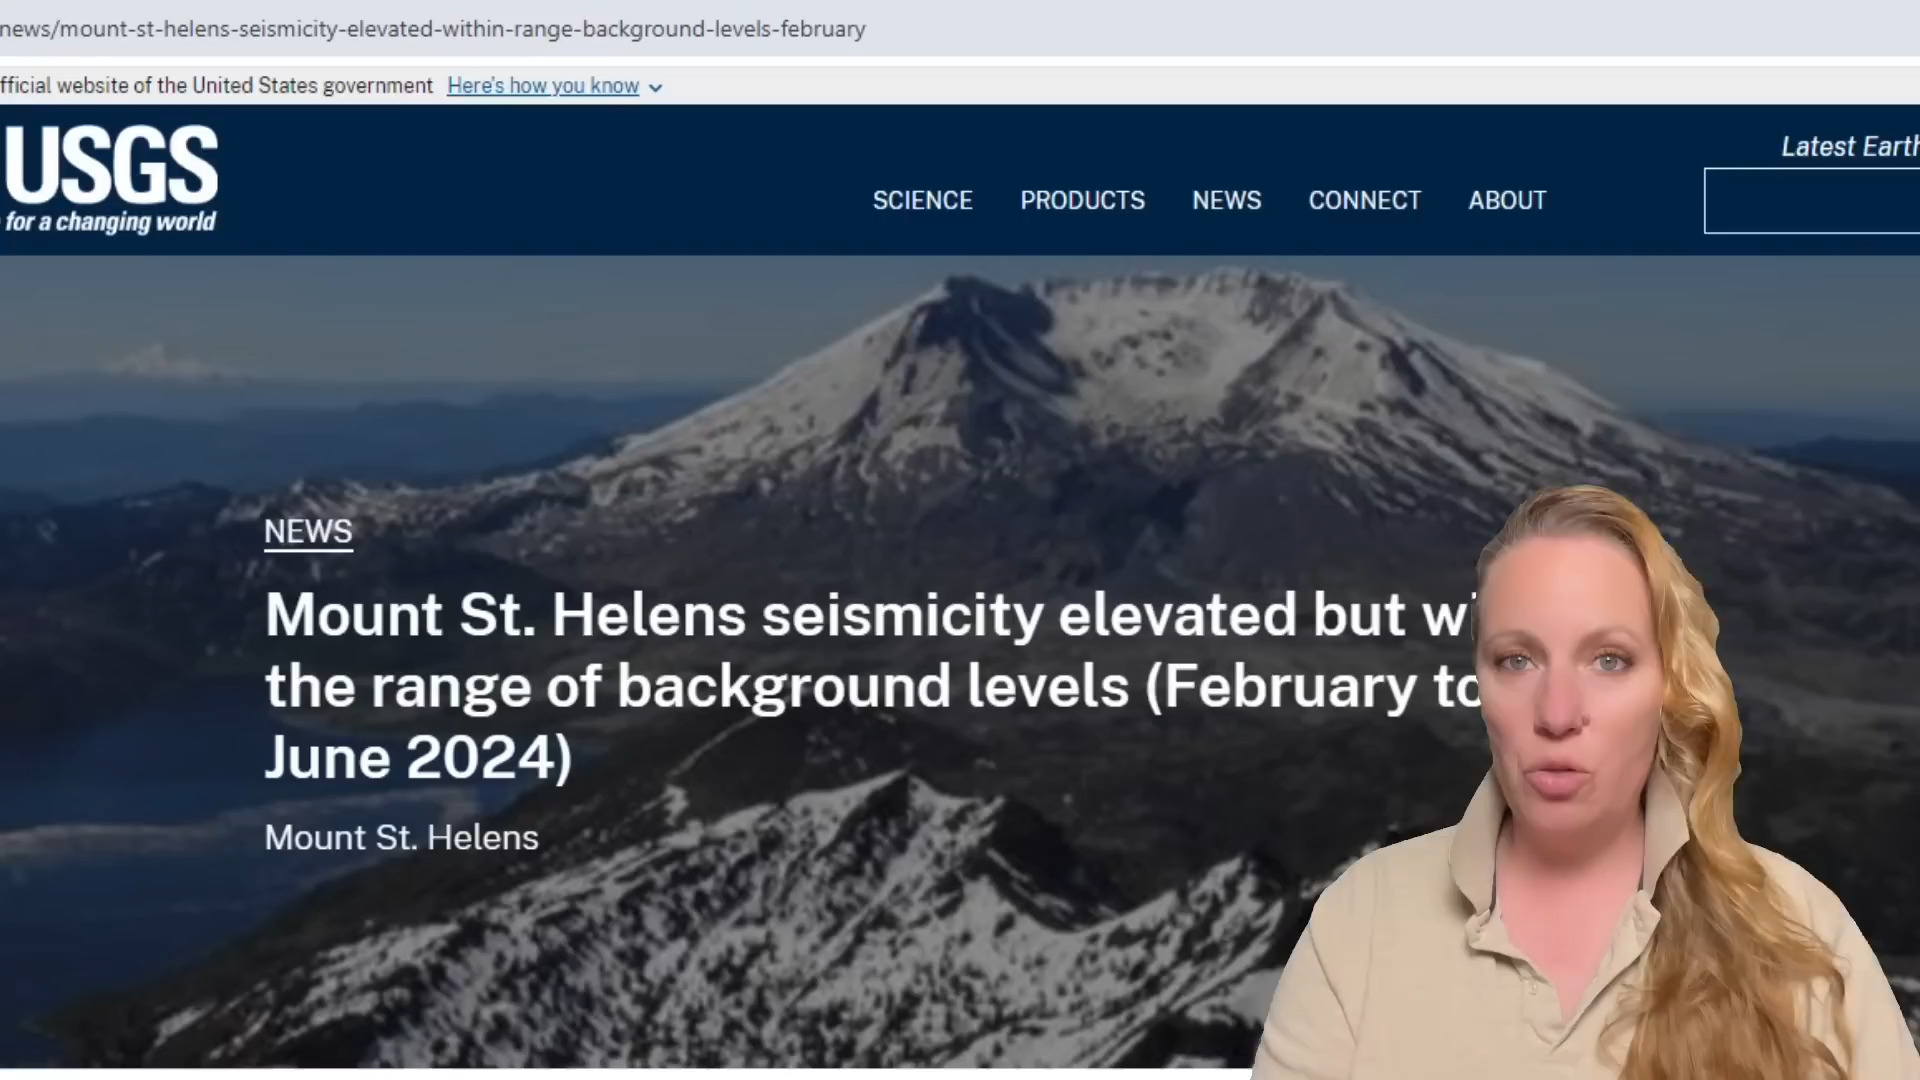 news/mount-st-helens-seismicity-elevated-within-range-background-levels-february
fficial website of the United States government Here's how you know
USGS
for a changing world
SCIENCE PRODUCTS NEWS CONNECT ABOUT
Latest Earth
NEWS
Mount St. Helens seismicity elevated but wi
the range of background levels (February to
June 2024)
Mount St. Helens